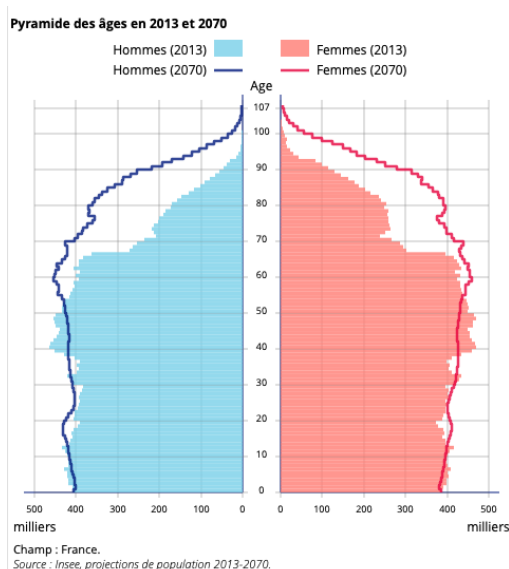 Pyramide des âges en 2013 et 2070
Hommes (2013) Femmes (2013)
Hommes (2070) Femmes (2070)
Age
107
100
90
80
70
60
50
40
30
20
10
0
500 400 300 200 100 0 0 100 200 300 400 500
milliers milliers
Champ : France.
Source : Insee, projections de population 2013-2070.